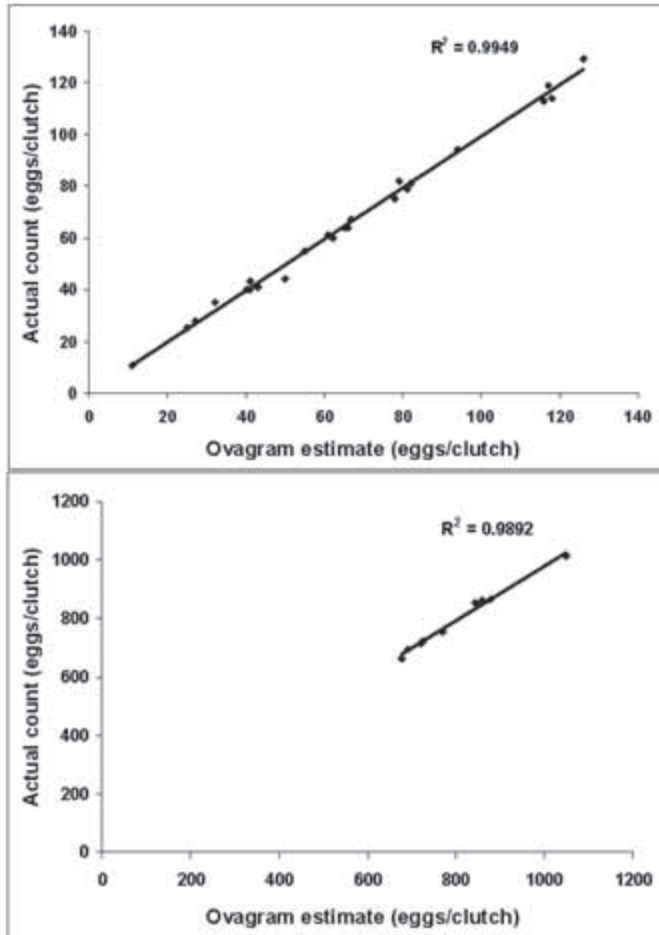 140
120
100
80
60
40
20
0
R² = 0.9949
Actual count (eggs/clutch)
0 20 40 60 80 100 120 140
Ovagram estimate (eggs/clutch)
1200
1000
800
600
400
200
0
R² = 0.9892
Actual count (eggs/clutch)
0 200 400 600 800 1000 1200
Ovagram estimate (eggs/clutch)